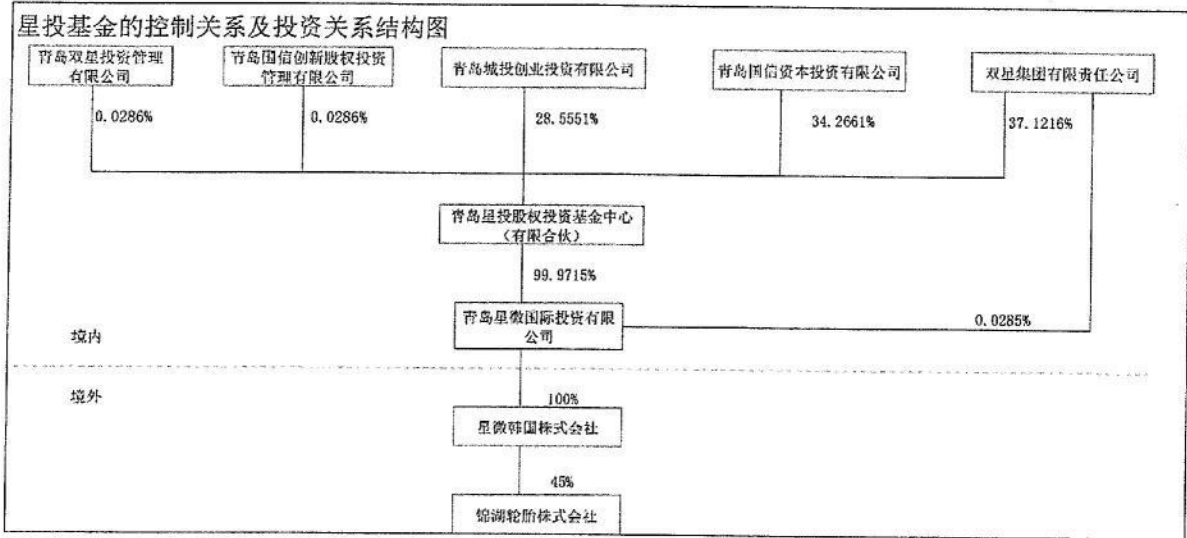 星投基金的控制关系及投资关系结构图
青岛双星投资管理
有限公司
青岛国信创新股权投资
管理有限公司
青岛城投创业投资有限公司
青岛国信资本投资有限公司
双星集团有限责任公司
0.0286%
0.0286%
28.5551%
34.2661%
37.1216%
青岛星投股权投资基金中心
（有限合伙）
99.9715%
青岛星微国际投资有限
公司
0.0285%
境内
境外
100%
星微韩国株式会社
45%
锦湖轮胎株式会社